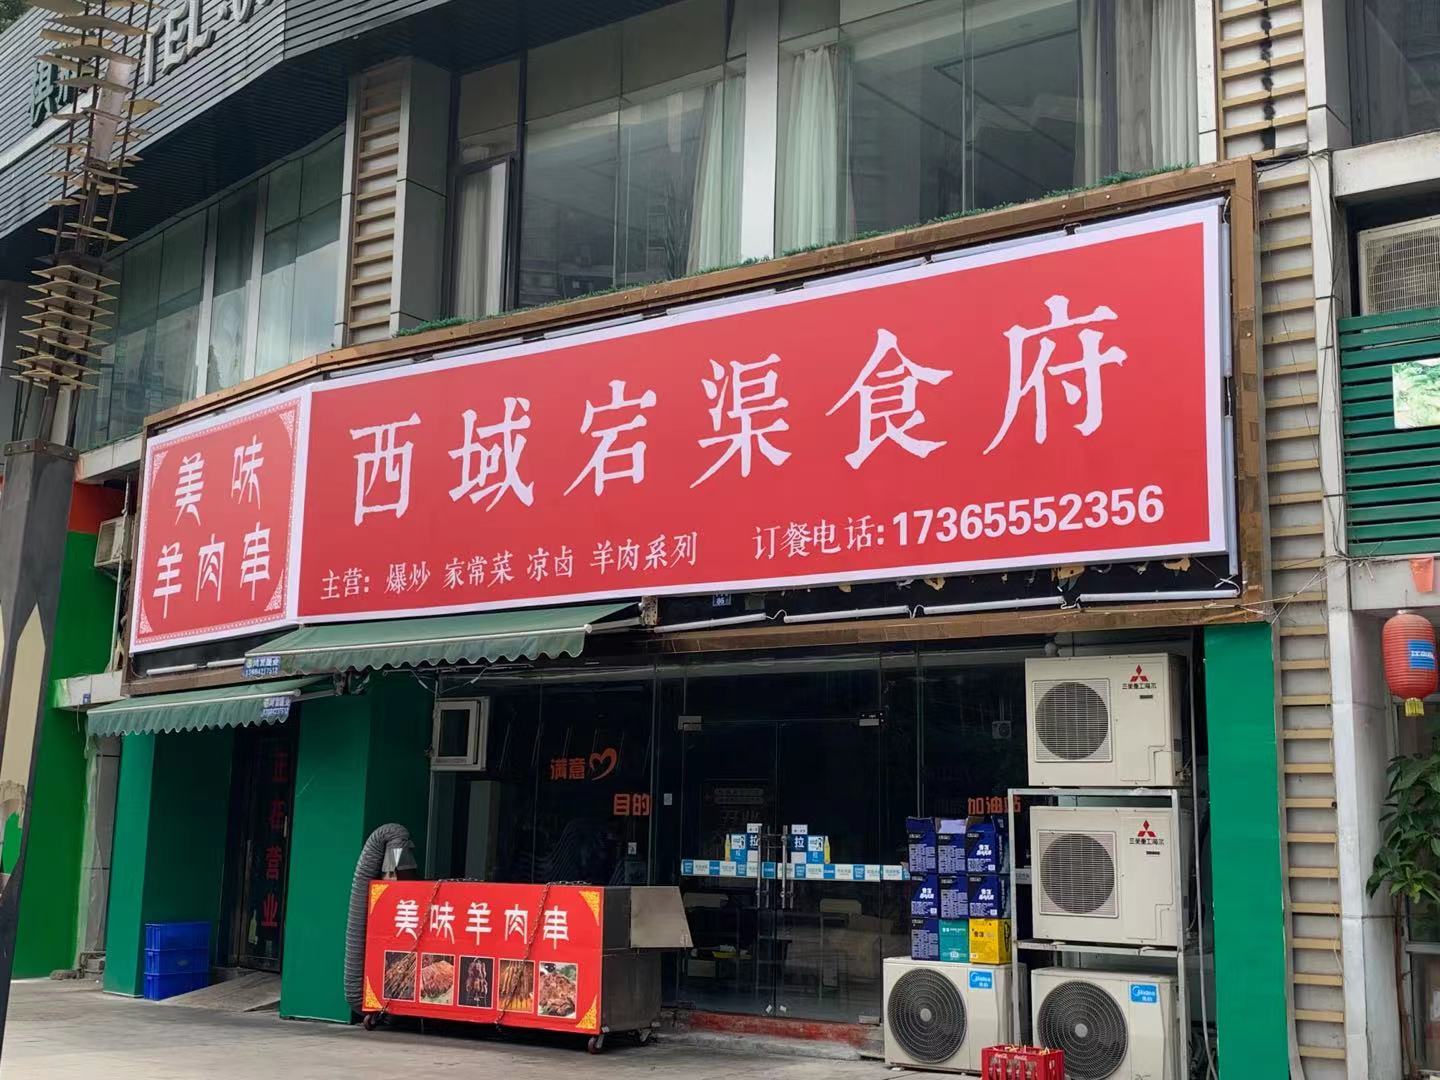 TEL
美味
羊肉串
西域宕渠食府
主营: 爆炒 家常菜 凉卤 羊肉系列
订餐电话:17365552356
三菱重工海尔
满意
目的
加油站
正在营业
拉
拉
三菱重工海尔
美味羊肉串
Midea
Midea